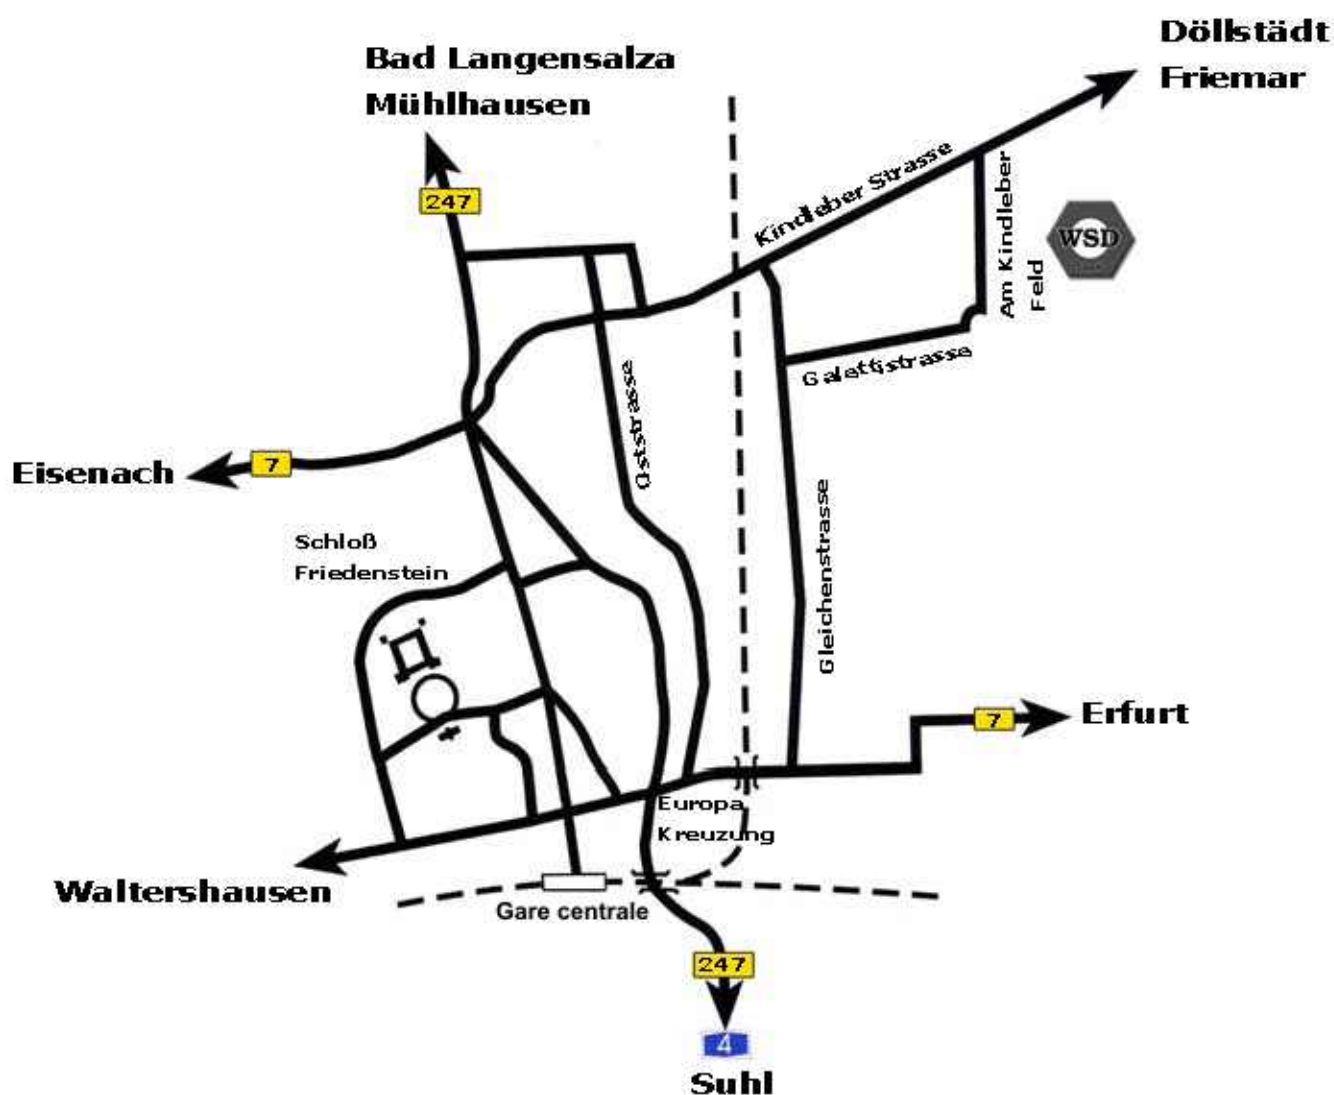 Döllstädt
Friemar
Bad Langensalza
Mühlhausen
247
Kindleber Strasse
Am Kindleber
Feld
WSD
Galettistrasse
Oststrasse
Eisenach
7
Schloß
Friedenstein
Gleichenstrasse
7
Erfurt
Europa
Kreuzung
Waltershausen
Gare centrale
247
4
Suhl